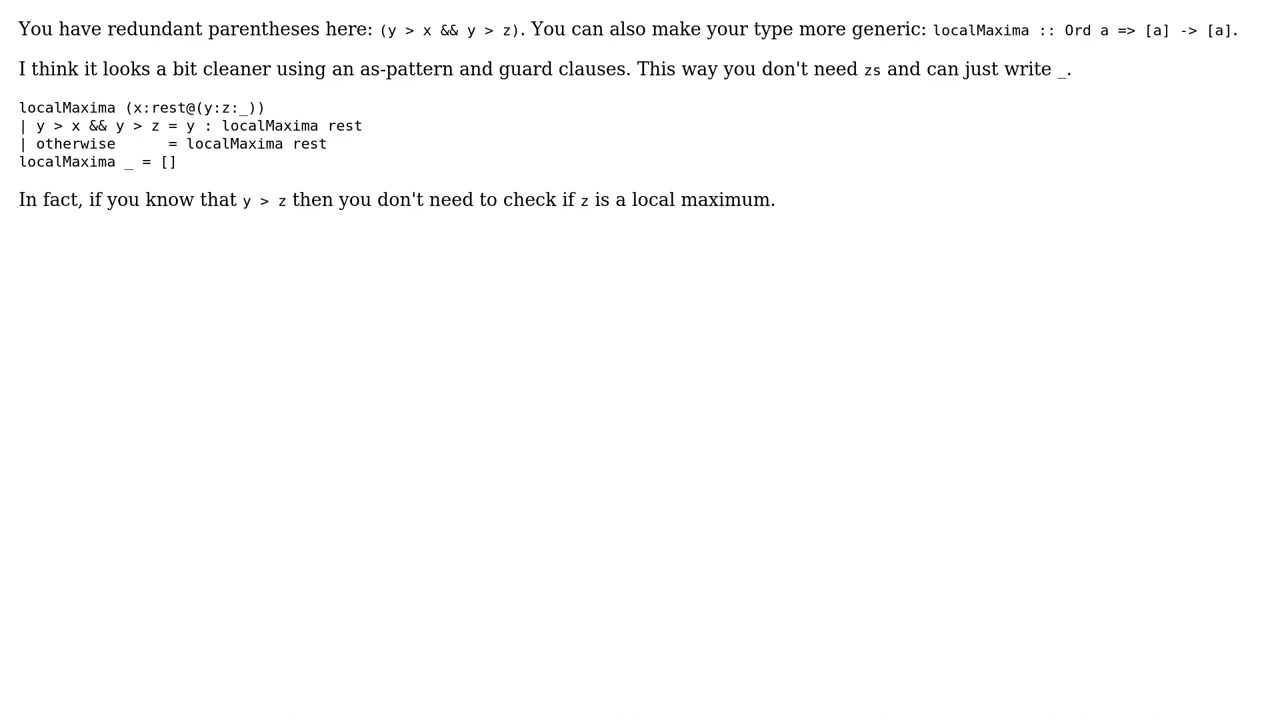 You have redundant parentheses here: (y > x && y > z). You can also make your type more generic: localMaxima :: Ord a => [a] -> [a].
I think it looks a bit cleaner using an as-pattern and guard clauses. This way you don't need zs and can just write _.
localMaxima (x:rest@(y:z:_))
| y > x && y > z = y : localMaxima rest
| otherwise      = localMaxima rest
localMaxima _ = []
In fact, if you know that y > z then you don't need to check if z is a local maximum.